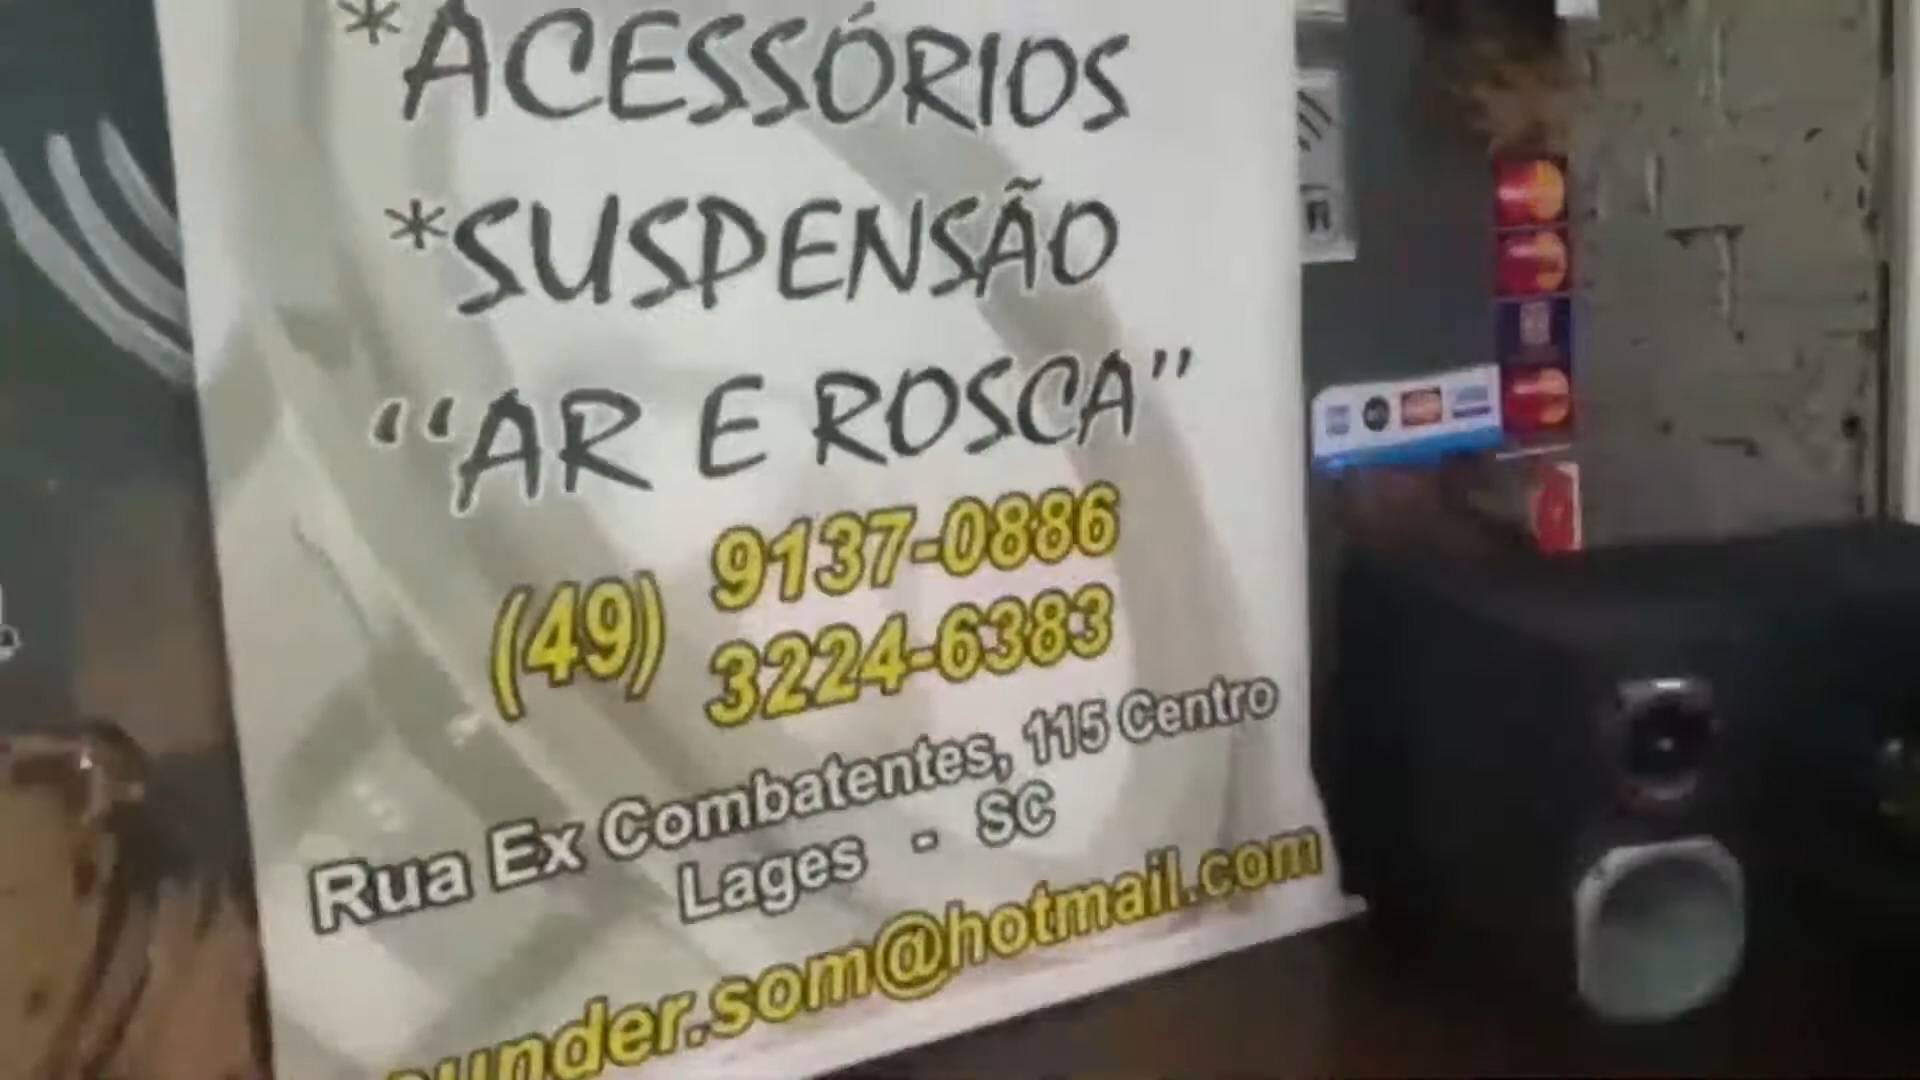 *ACESSÓRIOS
*SUSPENSÃO
“AR E ROSCA”
(49) 9137-0886
3224-6383
Rua Ex Combatentes, 115 Centro
Lages - SC
under.som@hotmail.com